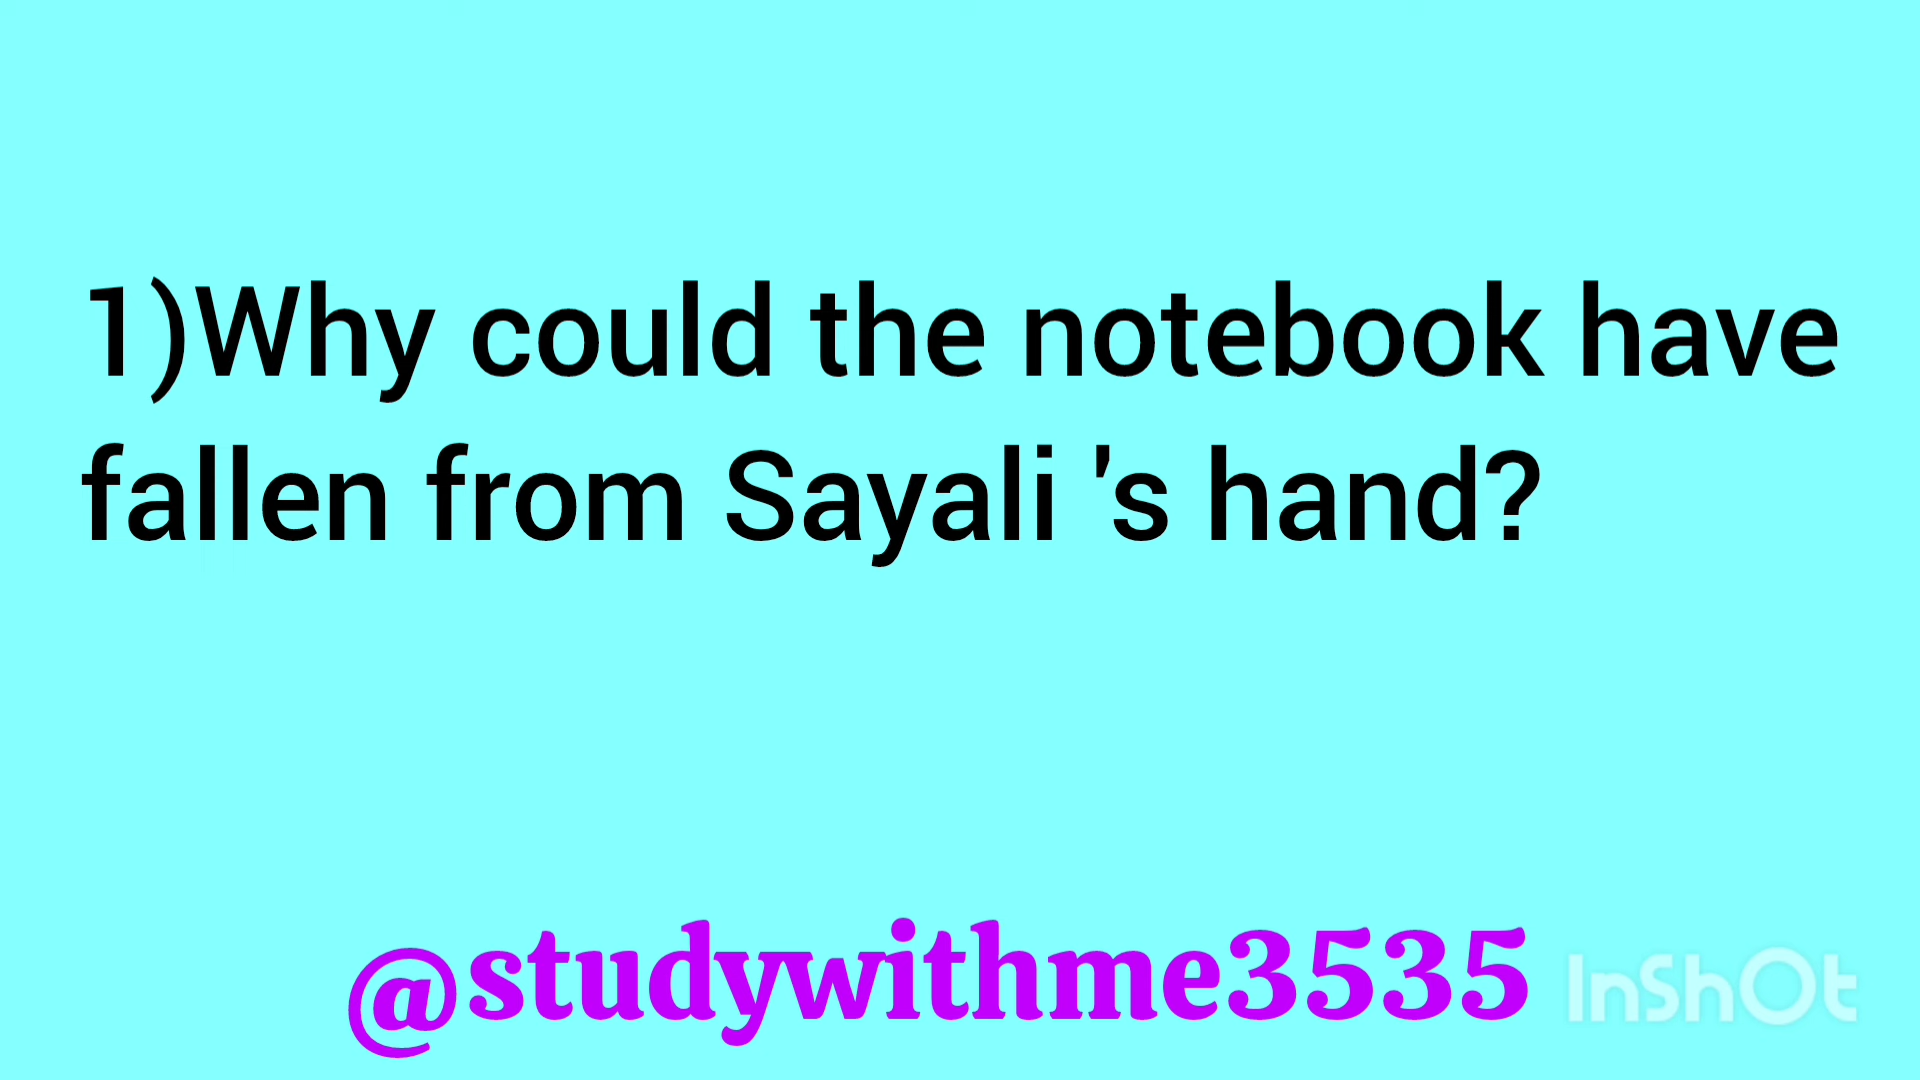 1)Why could the notebook have
fallen from Sayali 's hand?
@studywithme3535
InShOt